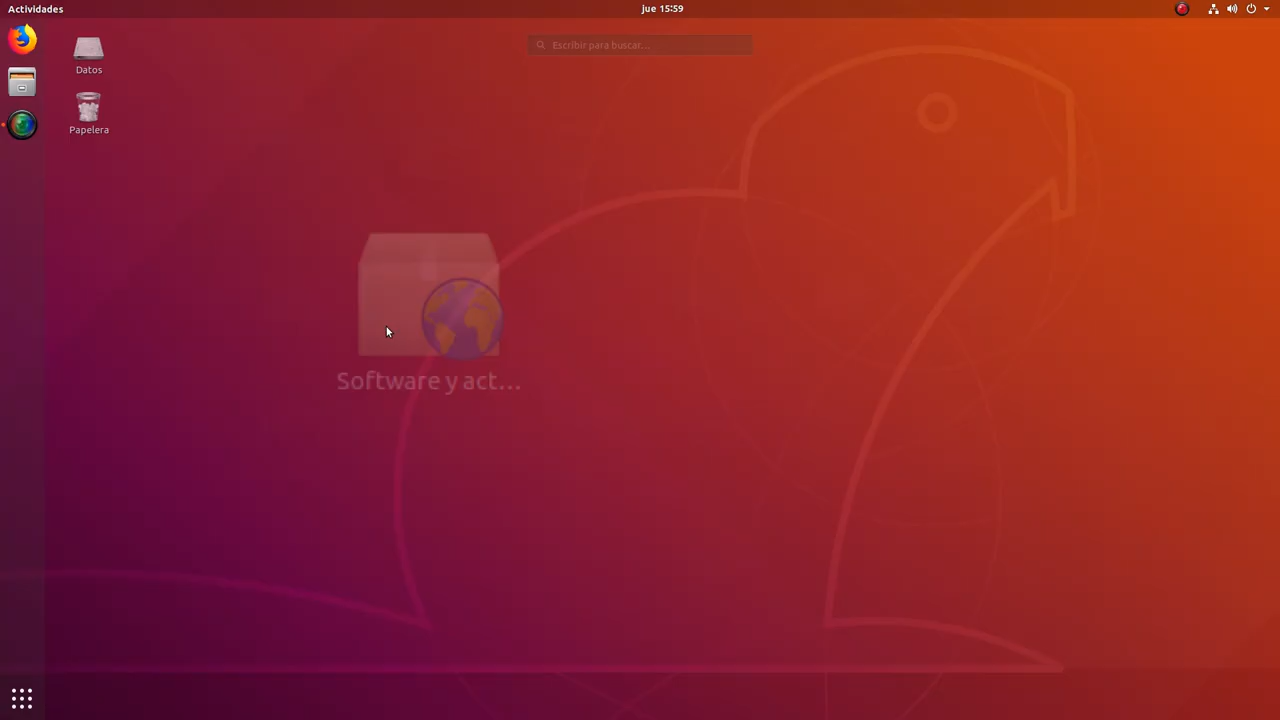 Actividades
jue 15:59
Escribir para buscar...
Datos
Papelera
Software y act...